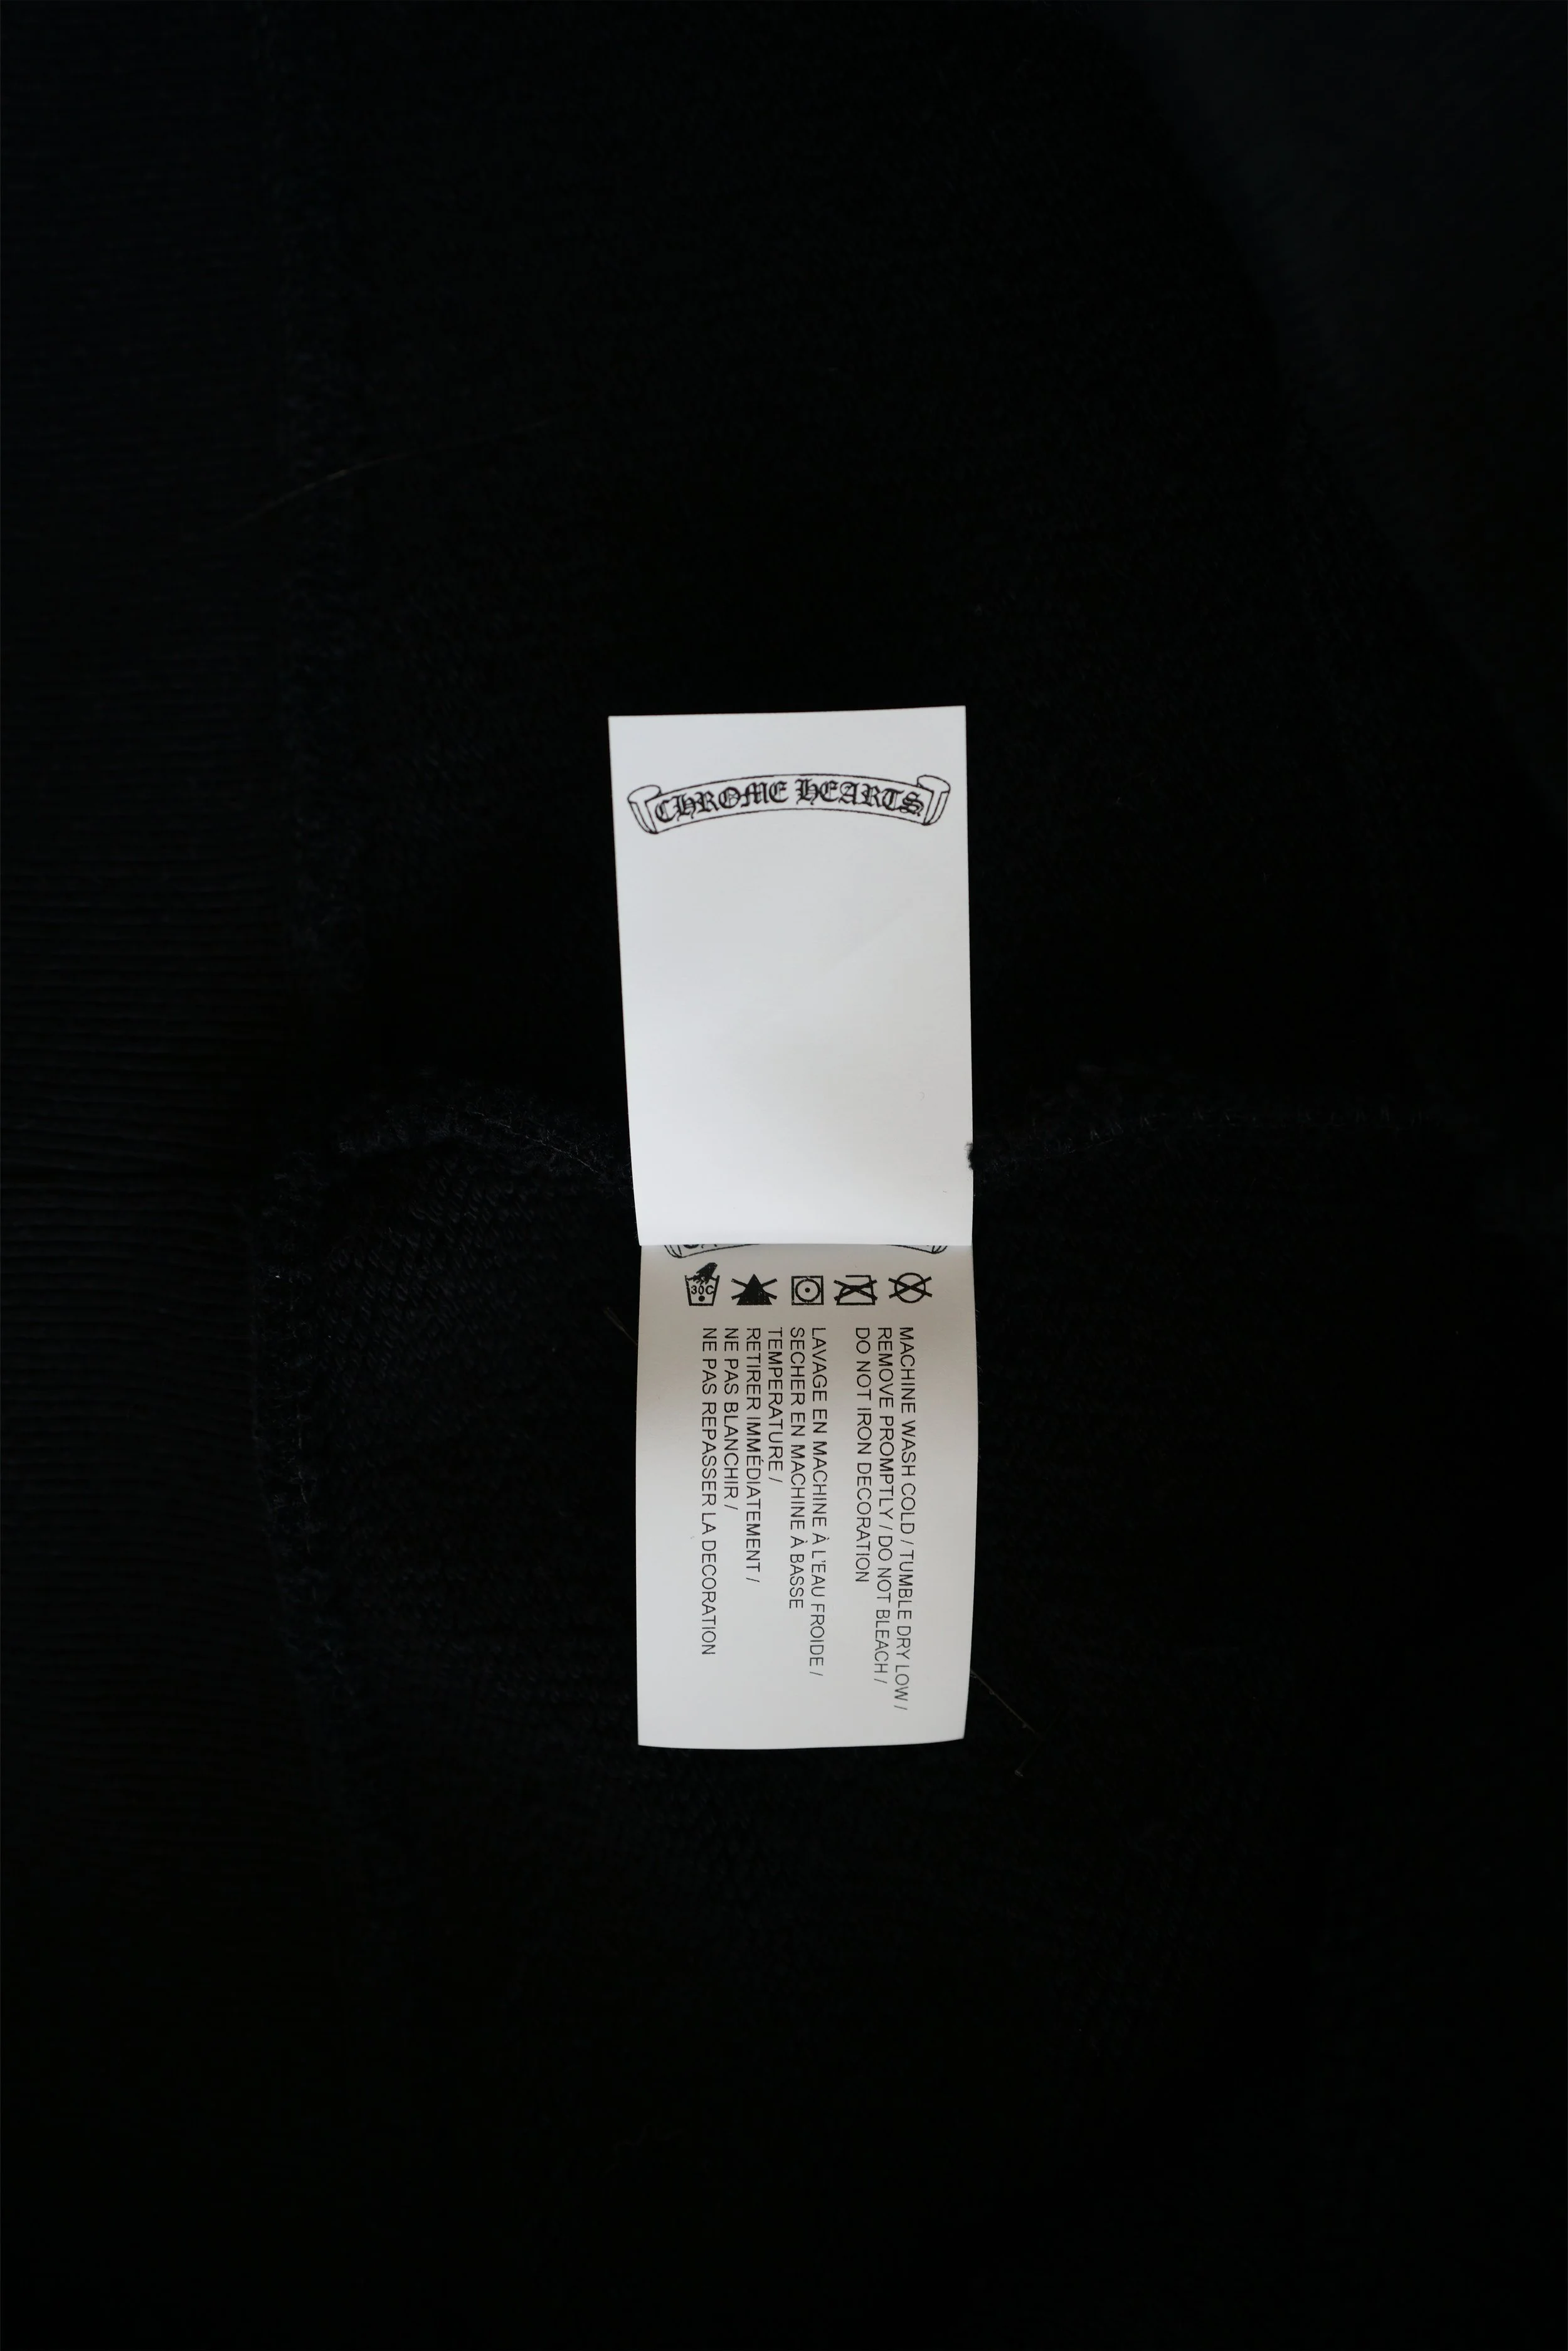 CHROME HEARTS
30C
MACHINE WASH COLD / TUMBLE DRY LOW /
REMOVE PROMPTLY / DO NOT BLEACH /
DO NOT IRON DECORATION
LAVAGE EN MACHINE À L'EAU FROIDE /
SECHER EN MACHINE À BASSE
TEMPERATURE /
RETIRER IMMÉDIATEMENT /
NE PAS BLANCHIR /
NE PAS REPASSER LA DECORATION